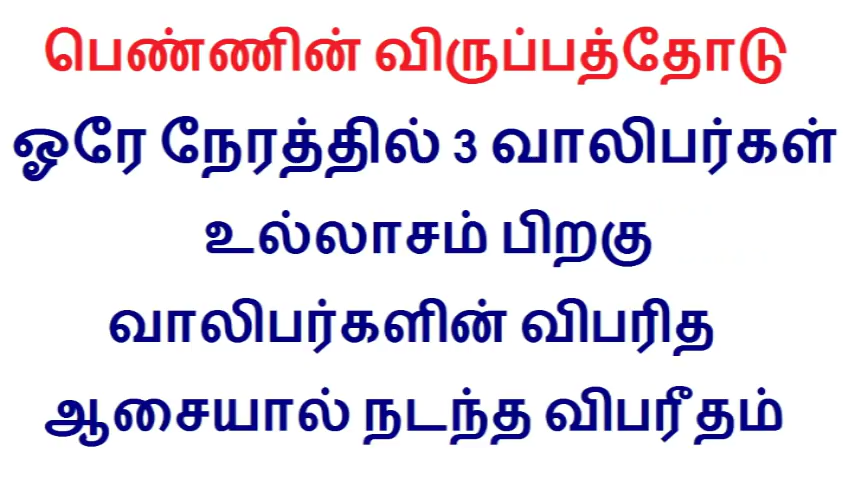 பெண்ணின் விருப்பத்தோடு
ஓரே நேரத்தில் 3 வாலிபர்கள்
உல்லாசம் பிறகு
வாலிபர்களின் விபரித
ஆசையால் நடந்த விபரீதம்